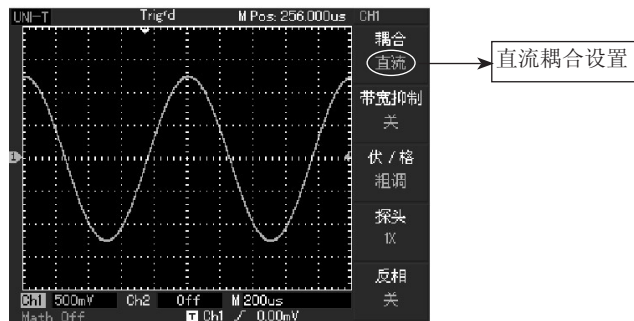 UNI-T Trig'd M Pos: 256.000us CH1
耦合
直流
直流耦合设置
带宽抑制
关
伏/格
粗调
探头
1X
反相
关
1
Ch1 500mV Ch2 Off M 200us
Math Off T Ch1 / 0.00mV